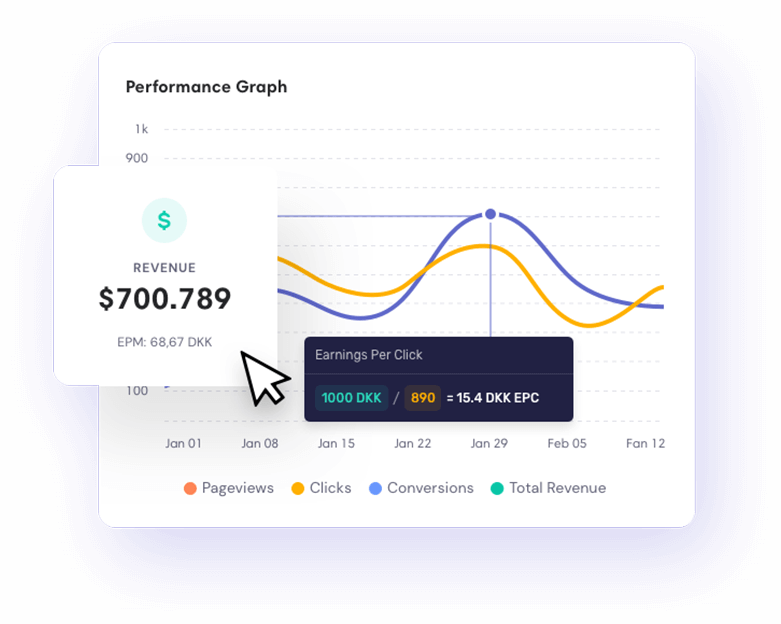 Performance Graph
1k
900
$
REVENUE
$700.789
EPM: 68,67 DKK
Earnings Per Click
1000 DKK / 890 = 15.4 DKK EPC
100
Jan 01 Jan 08 Jan 15 Jan 22 Jan 29 Feb 05 Fan 12
Pageviews Clicks Conversions Total Revenue